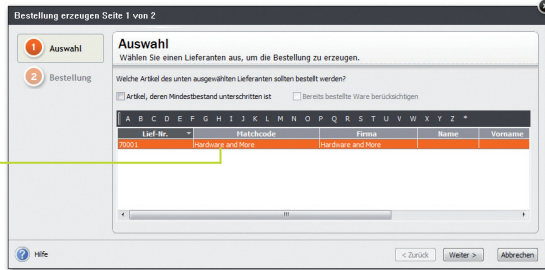 Bestellung erzeugen Seite 1 von 2
1 Auswahl
2 Bestellung
Auswahl
Wählen Sie einen Lieferanten aus, um die Bestellung zu erzeugen.
Welche Artikel des unten ausgewählten Lieferanten sollten bestellt werden?
Artikel, deren Mindestbestand unterschritten ist Bereits bestellte Ware berücksichtigen
A B C D E F G H I J K L M N O P Q R S T U V W X Y Z *
Lief-Nr. Matchcode Firma Name Vorname
70001 Hardware and More Hardware and More
Hilfe < Zurück Weiter > Abbrechen